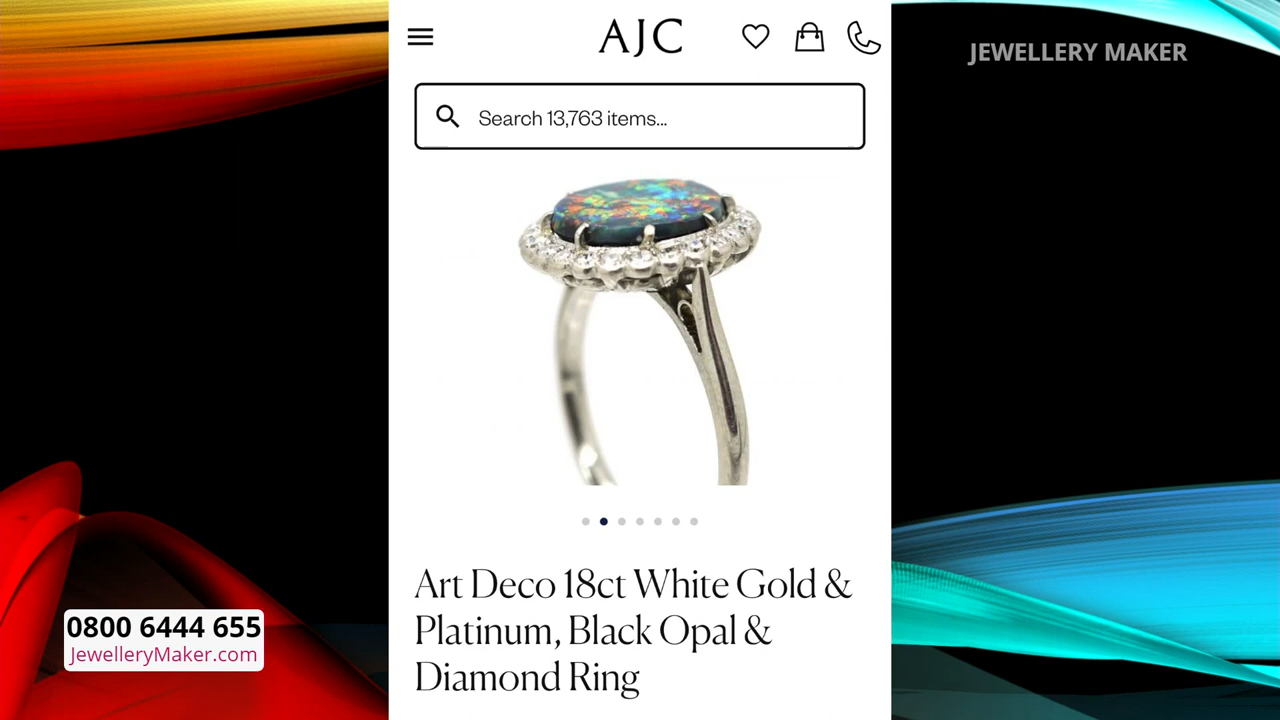 AJC
JEWELLERY MAKER
Search 13,763 items...
Art Deco 18ct White Gold &
Platinum, Black Opal &
Diamond Ring
0800 6444 655
JewelleryMaker.com